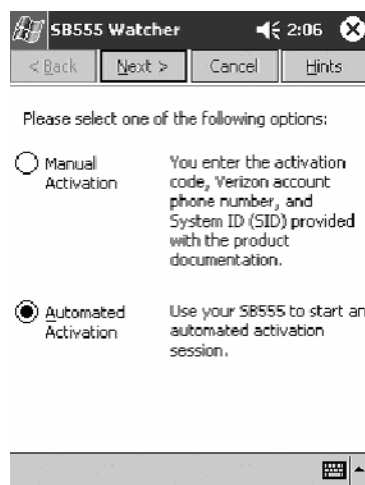 SB555 Watcher 2:06
< Back Next > Cancel Hints
Please select one of the following options:
Manual Activation
You enter the activation
code, Verizon account
phone number, and
System ID (SID) provided
with the product
documentation.
Automated Activation
Use your SB555 to start an
automated activation
session.